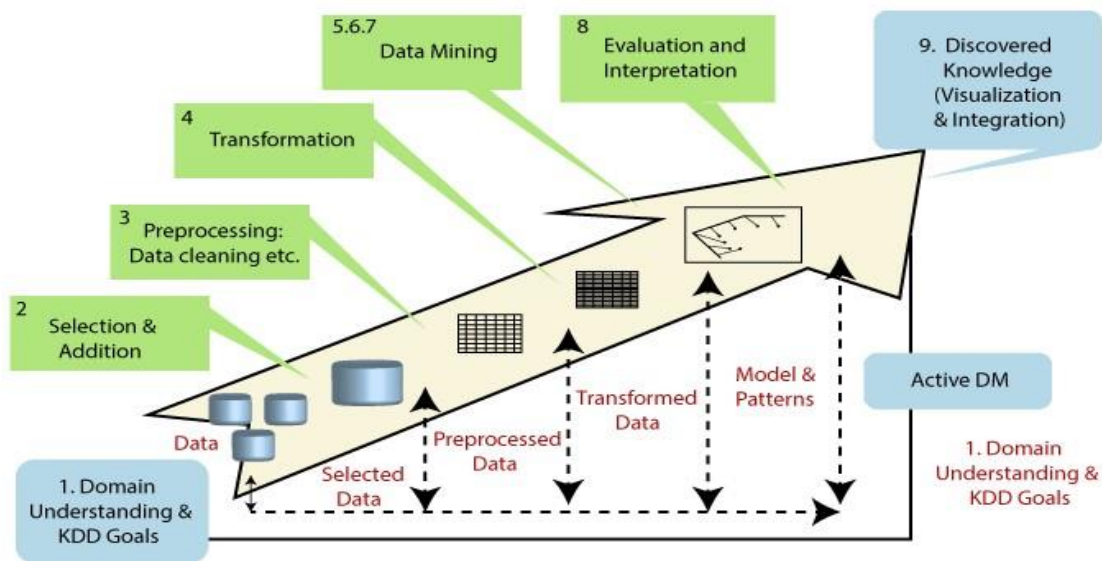 5.6.7
Data Mining
8
Evaluation and
Interpretation
9. Discovered
Knowledge
(Visualization
& Integration)
4
Transformation
3
Preprocessing:
Data cleaning etc.
2
Selection &
Addition
Data
Selected
Data
Preprocessed
Data
Transformed
Data
Model &
Patterns
Active DM
1. Domain
Understanding &
KDD Goals
1. Domain
Understanding &
KDD Goals